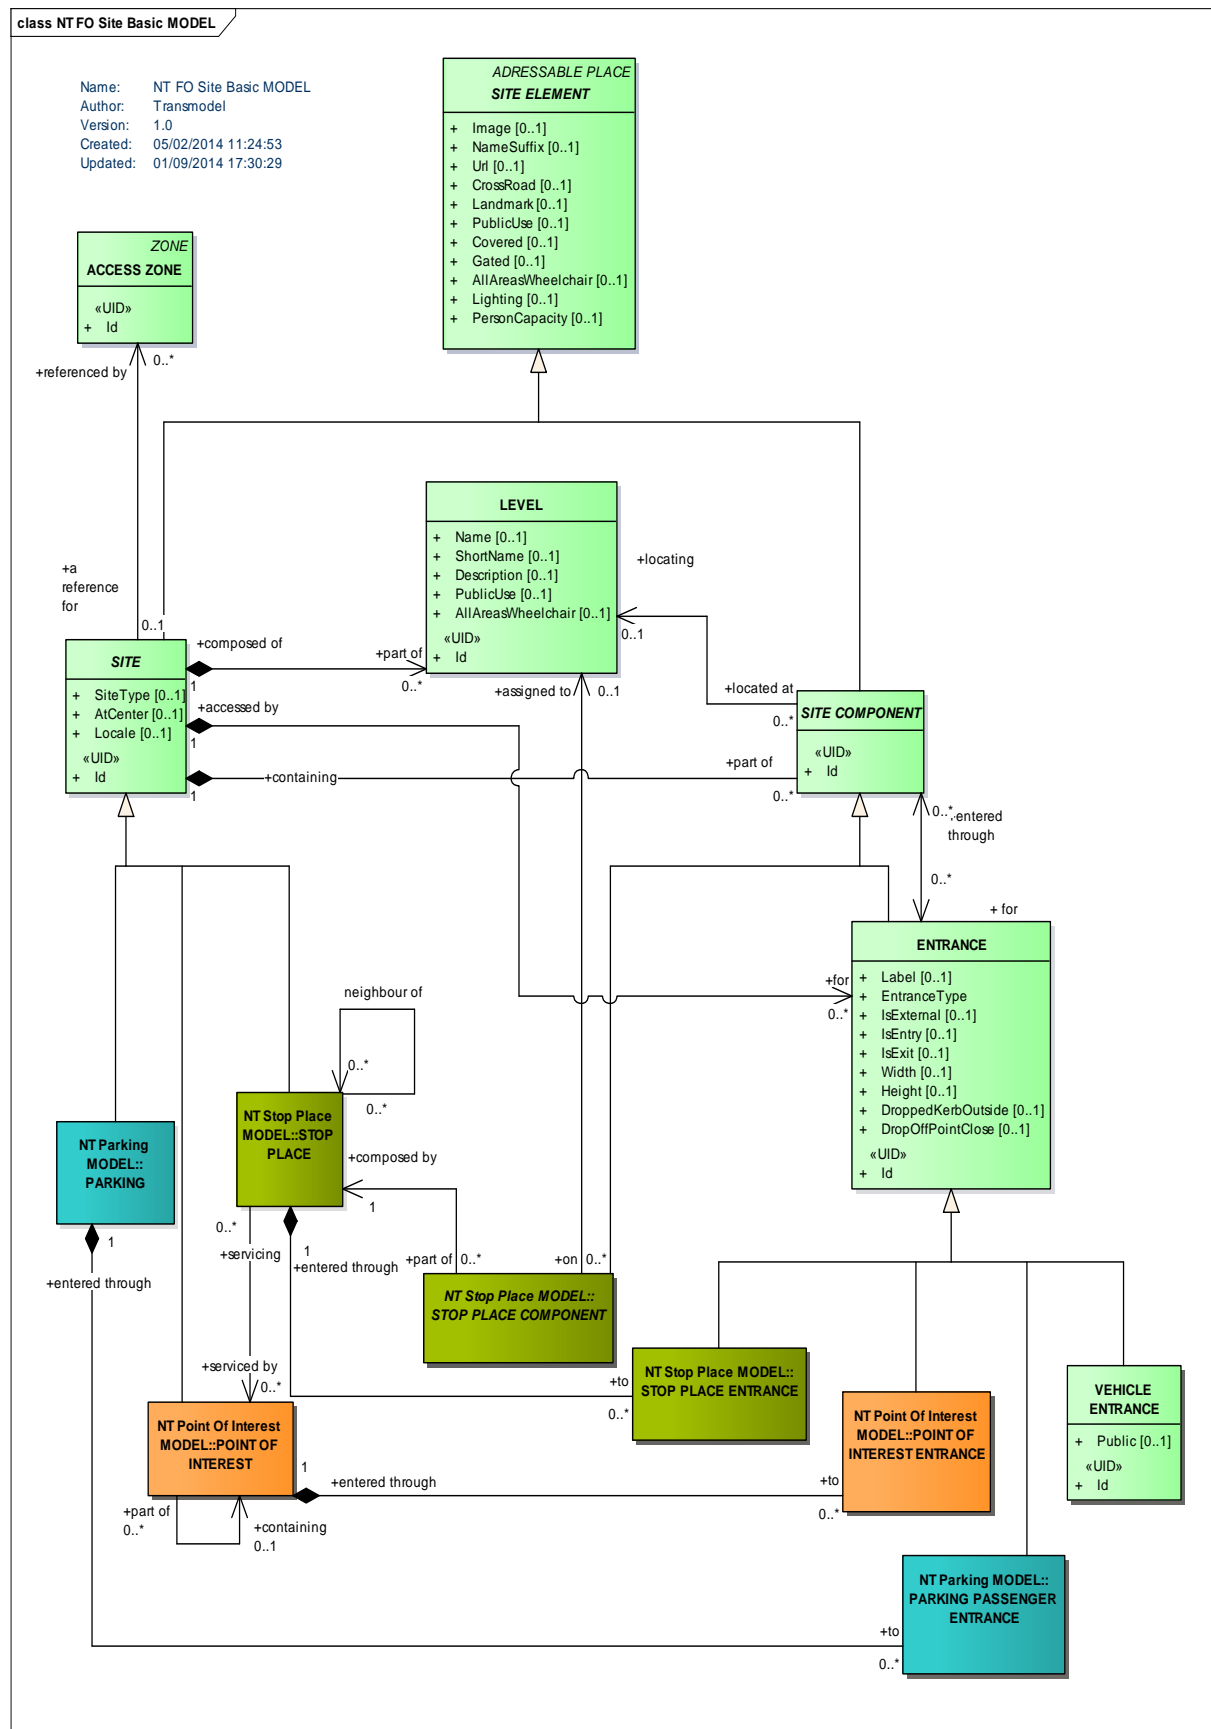 class NT FO Site Basic MODEL
Name: NT FO Site Basic MODEL
Author: Transmodel
Version: 1.0
Created: 05/02/2014 11:24:53
Updated: 01/09/2014 17:30:29
ADRESSABLE PLACE
SITE ELEMENT
+ Image [0..1]
+ NameSuffix [0..1]
+ Url [0..1]
+ CrossRoad [0..1]
+ Landmark [0..1]
+ PublicUse [0..1]
+ Covered [0..1]
+ Gated [0..1]
+ AllAreasWheelchair [0..1]
+ Lighting [0..1]
+ PersonCapacity [0..1]
ZONE
ACCESS ZONE
«UID»
+ Id
0..*
+referenced by
+a
reference
for
0..1
LEVEL
+ Name [0..1]
+ ShortName [0..1]
+ Description [0..1]
+ PublicUse [0..1]
+ AllAreasWheelchair [0..1]
«UID»
+ Id
+locating
0..1
+located at
0..*
SITE
+ SiteType [0..1]
+ AtCenter [0..1]
+ Locale [0..1]
«UID»
+ Id
+composed of
1
+part of
0..*
+assigned to
0..1
+accessed by
1
+containing
1
+part of
0..*
SITE COMPONENT
«UID»
+ Id
0..*
+entered
through
0..*
+ for
ENTRANCE
+ Label [0..1]
+ EntranceType
+ IsExternal [0..1]
+ IsEntry [0..1]
+ IsExit [0..1]
+ Width [0..1]
+ Height [0..1]
+ DroppedKerbOutside [0..1]
+ DropOffPointClose [0..1]
«UID»
+ Id
+for
0..*
neighbour of
0..*
0..*
NT Stop Place
MODEL::STOP
PLACE
NT Parking
MODEL::
PARKING
1
+entered through
+composed by
1
0..*
+servicing
1
+entered through
+part of
0..*
+on
0..*
NT Stop Place MODEL::
STOP PLACE COMPONENT
+serviced by
0..*
+to
0..*
NT Stop Place MODEL::
STOP PLACE ENTRANCE
VEHICLE
ENTRANCE
+ Public [0..1]
«UID»
+ Id
NT Point Of Interest
MODEL::POINT OF
INTEREST
1
+entered through
+to
0..*
NT Point Of Interest
MODEL::POINT OF
INTEREST ENTRANCE
+part of
0..*
+containing
0..1
NT Parking MODEL::
PARKING PASSENGER
ENTRANCE
+to
0..*